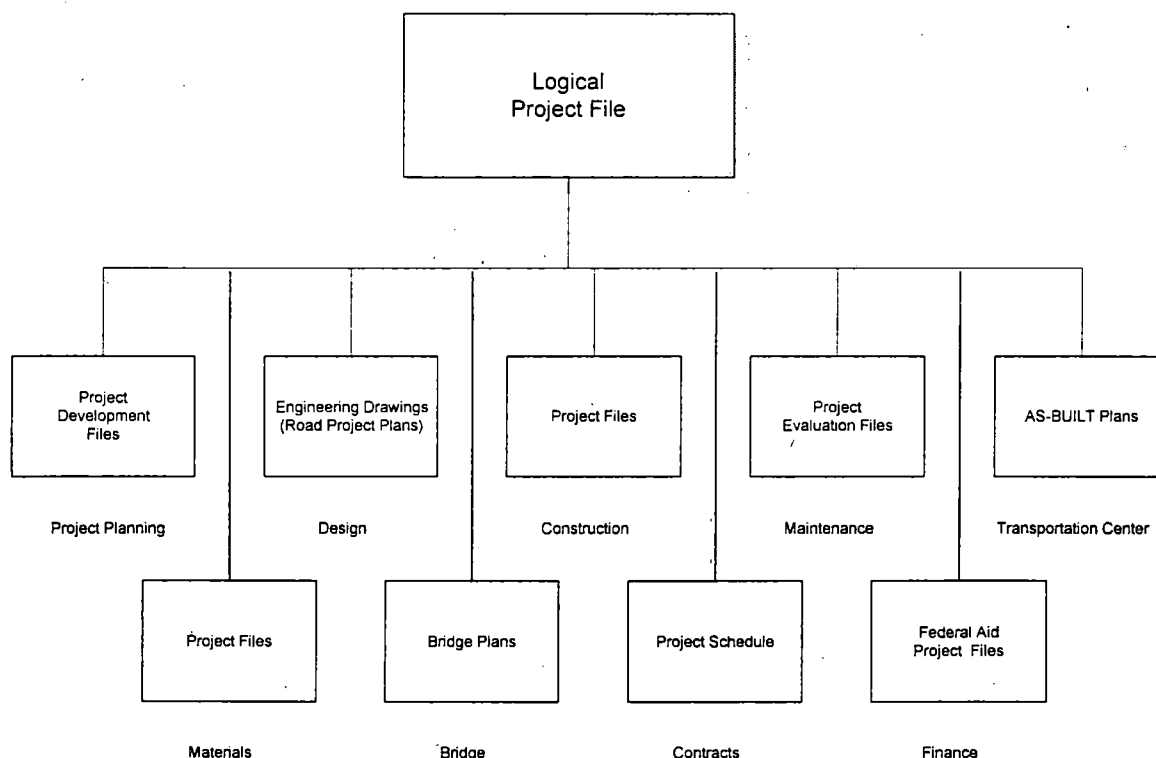 Logical
Project File
Project
Development
Files
Engineering Drawings
(Road Project Plans)
Project Files
Project
Evaluation Files
AS-BUILT Plans
Project Planning
Design
Construction
Maintenance
Transportation Center
Project Files
Bridge Plans
Project Schedule
Federal Aid
Project Files
Materials
Bridge
Contracts
Finance